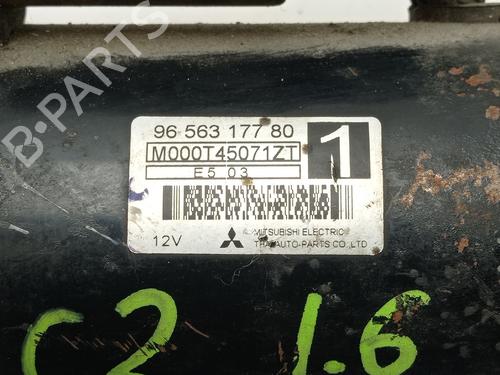 96 563 177 80
M000T45071ZT
E5 03
1
12V
MITSUBISHI ELECTRIC
THAI AUTO-PARTS CO.,LTD
C2 1.6
B-PARTS